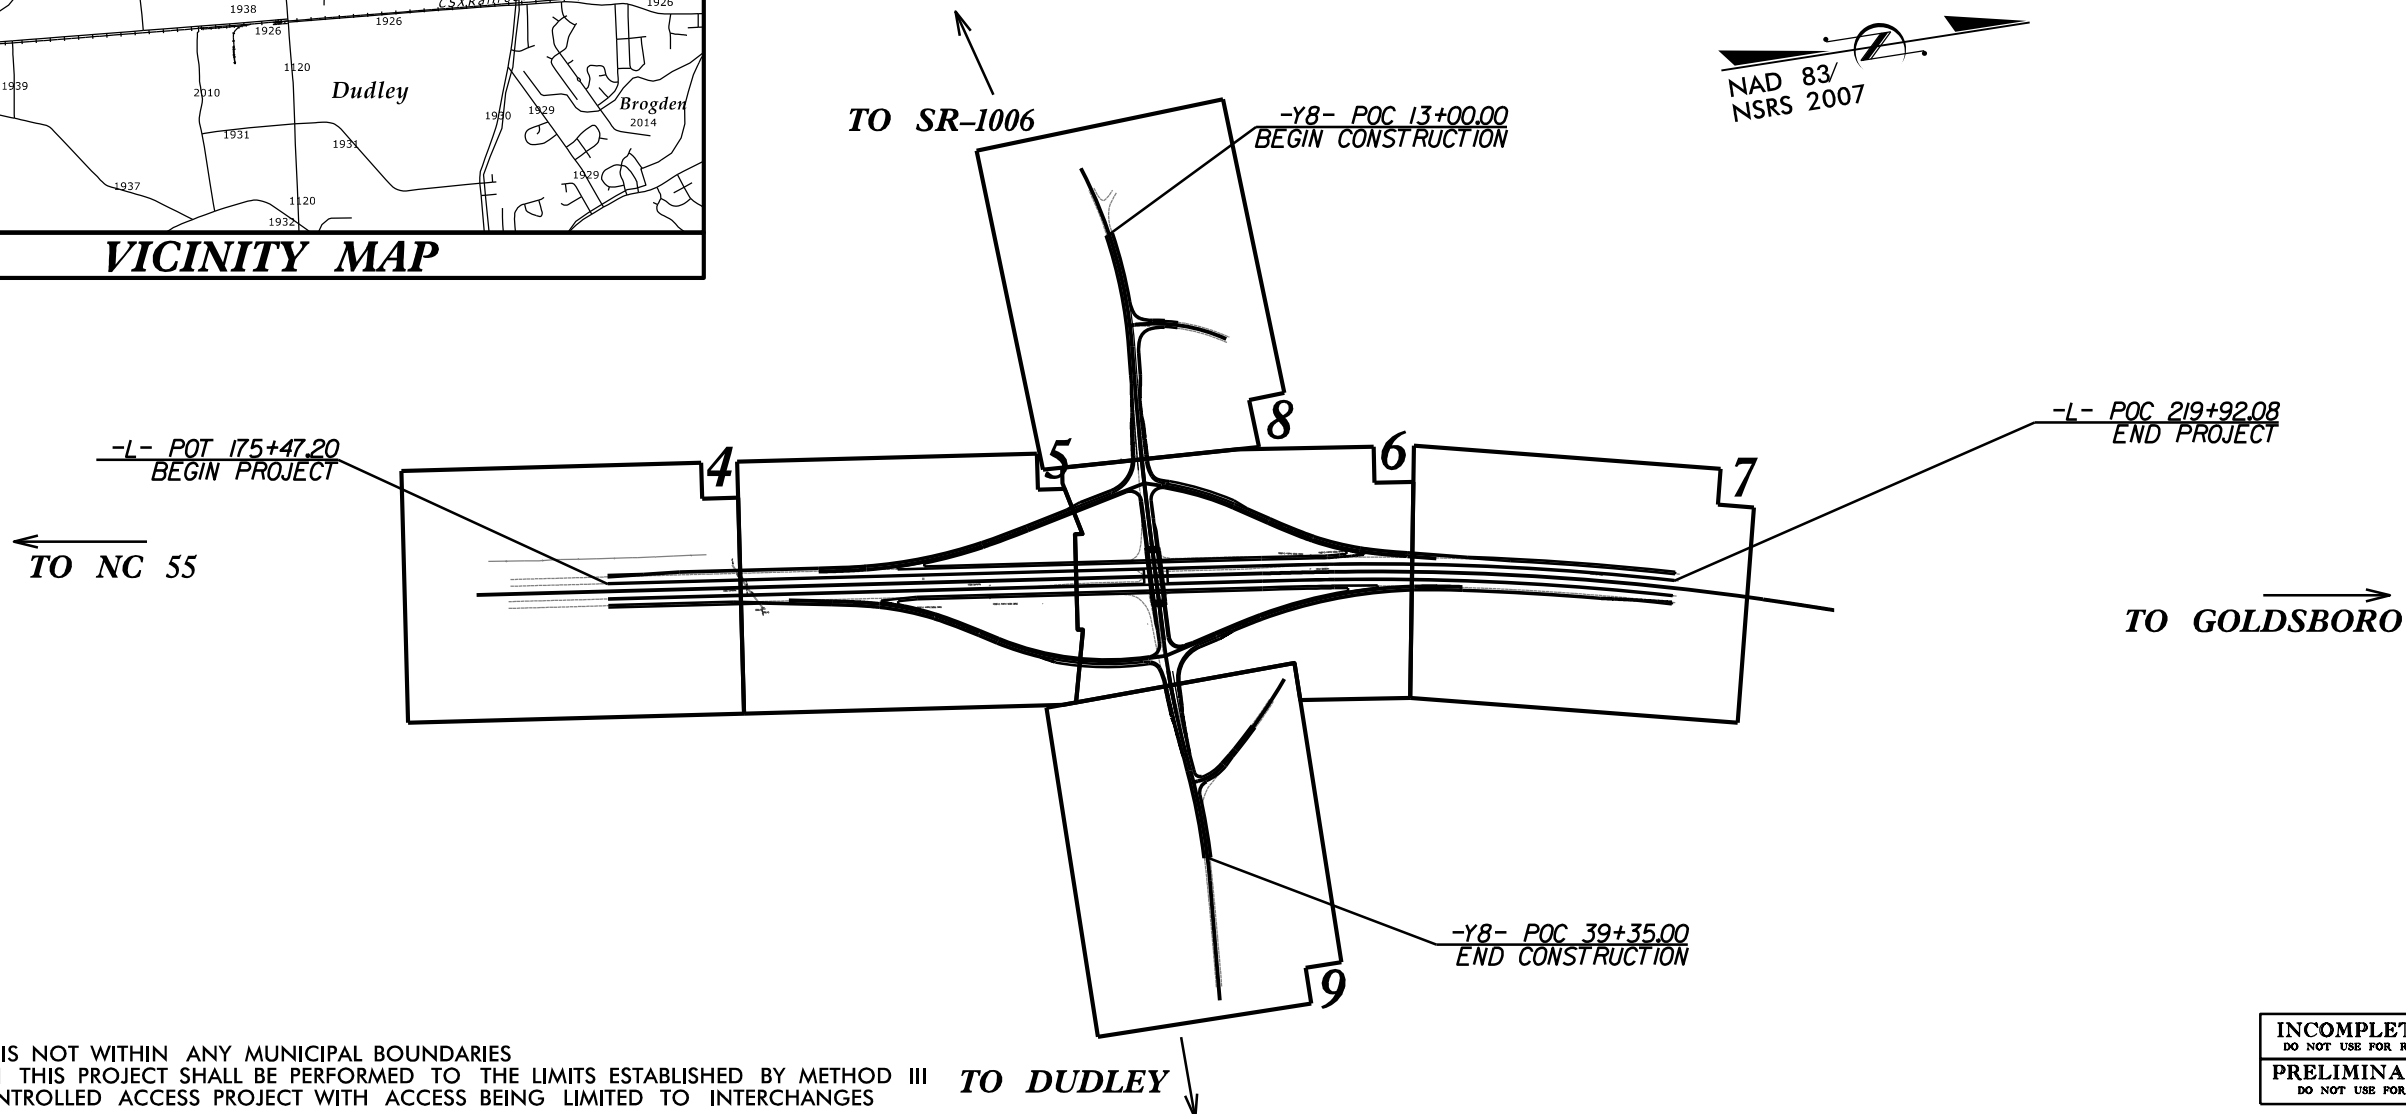 1938
CSX
1926
1926
1926
1939
1120
2010
Dudley
1930
1929
Brogden
2014
1931
1931
1937
1929
1120
1932
VICINITY MAP
NAD 83/
NSRS 2007
TO SR-1006
-Y8- POC 13+00.00
BEGIN CONSTRUCTION
8
-L- POT 175+47.20
BEGIN PROJECT
4
5
6
7
-L- POC 219+92.08
END PROJECT
TO NC 55
TO GOLDSBORO
-Y8- POC 39+35.00
END CONSTRUCTION
9
TO DUDLEY
IS NOT WITHIN ANY MUNICIPAL BOUNDARIES
THIS PROJECT SHALL BE PERFORMED TO THE LIMITS ESTABLISHED BY METHOD III
NTROLLED ACCESS PROJECT WITH ACCESS BEING LIMITED TO INTERCHANGES
INCOMPLET
DO NOT USE FOR R
PRELIMINA
DO NOT USE FOR